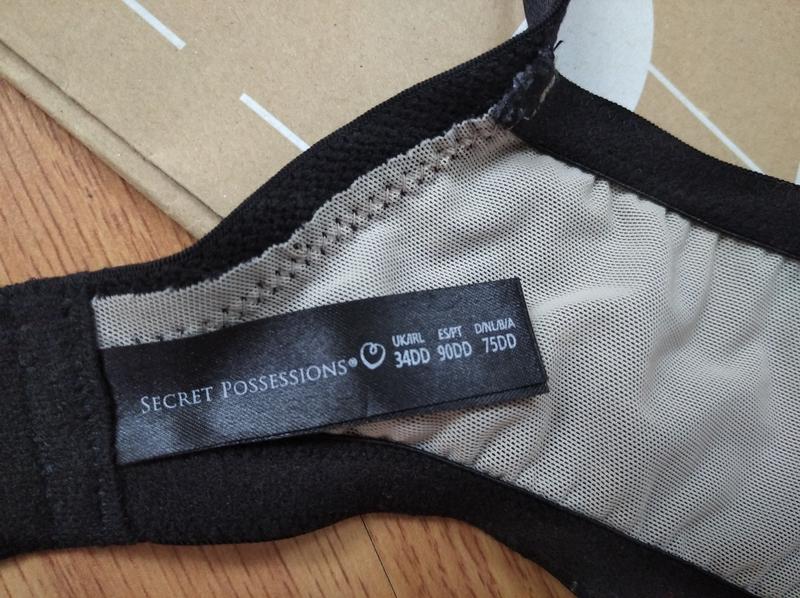 SECRET POSSESSIONS®
UK/IRL ES/PT D/NL/B/A
34DD 90DD 75DD